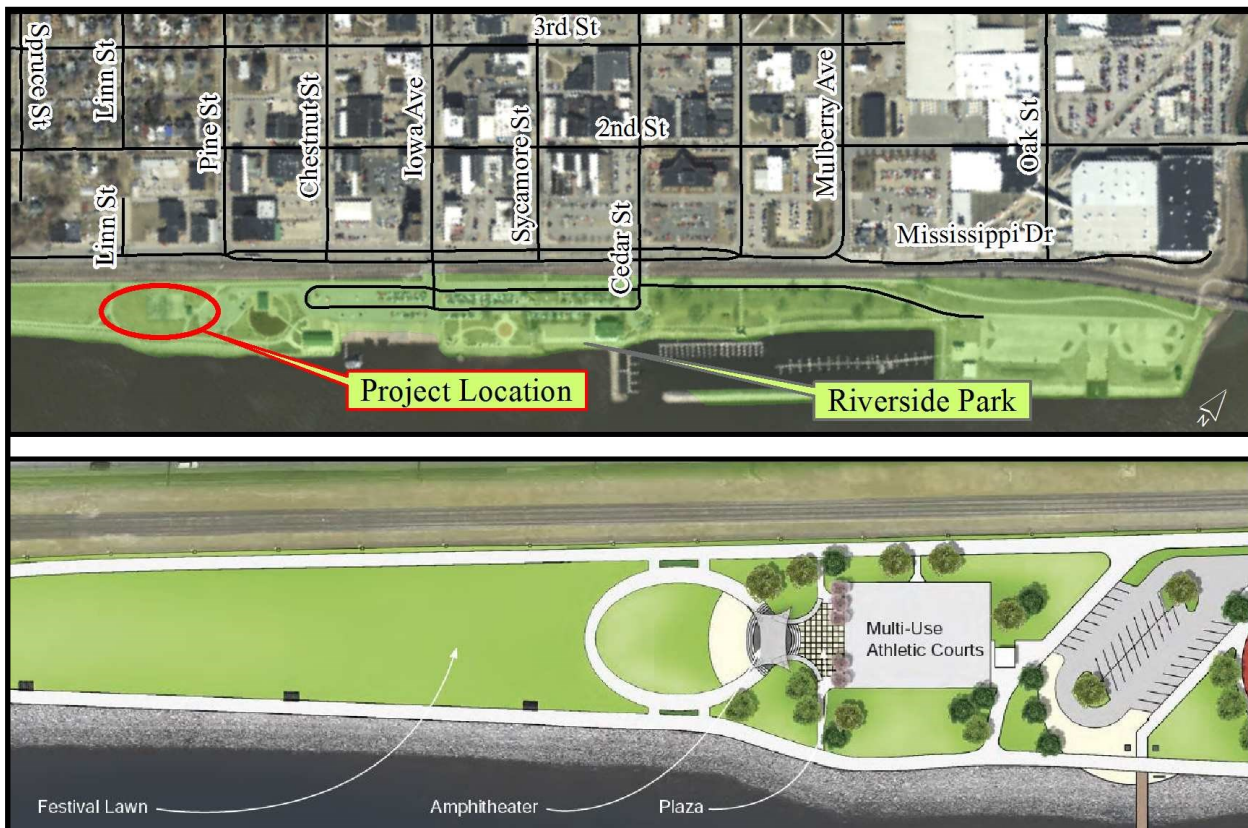 3rd St
Spruce St
Linn St
Pine St
Chestnut St
Iowa Ave
Sycamore St
2nd St
Mulberry Ave
Oak St
Linn St
Cedar St
Mississippi Dr
Project Location
Riverside Park
N
Multi-Use
Athletic Courts
Festival Lawn
Amphitheater
Plaza